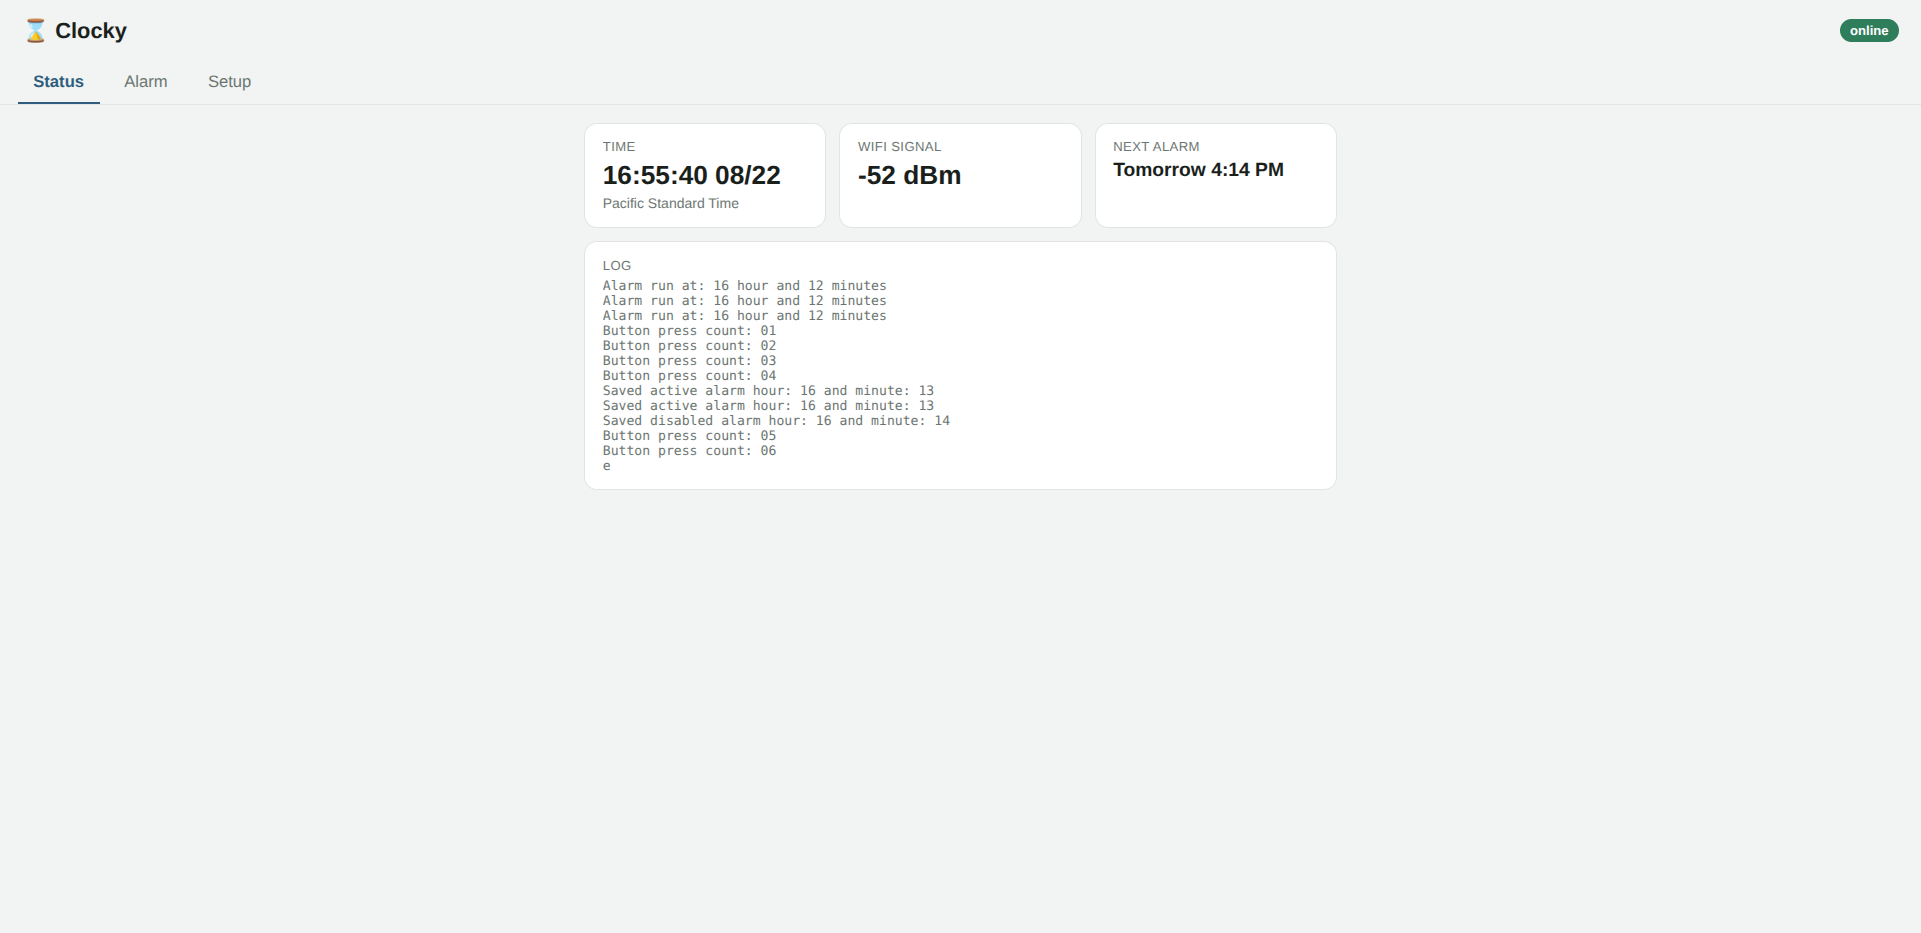 Clocky
online
Status
Alarm
Setup
TIME
16:55:40 08/22
Pacific Standard Time
WIFI SIGNAL
-52 dBm
NEXT ALARM
Tomorrow 4:14 PM
LOG
Alarm run at: 16 hour and 12 minutes
Alarm run at: 16 hour and 12 minutes
Alarm run at: 16 hour and 12 minutes
Button press count: 01
Button press count: 02
Button press count: 03
Button press count: 04
Saved active alarm hour: 16 and minute: 13
Saved active alarm hour: 16 and minute: 13
Saved disabled alarm hour: 16 and minute: 14
Button press count: 05
Button press count: 06
e